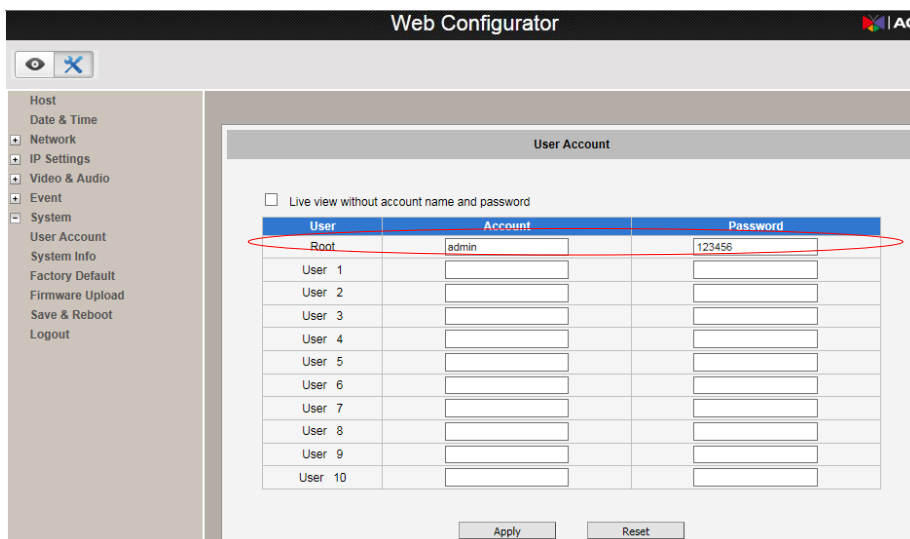 Web Configurator
AC
Host
Date & Time
Network
IP Settings
Video & Audio
Event
System
User Account
System Info
Factory Default
Firmware Upload
Save & Reboot
Logout
User Account
Live view without account name and password
User Account Password
Root admin 123456
User 1
User 2
User 3
User 4
User 5
User 6
User 7
User 8
User 9
User 10
Apply Reset